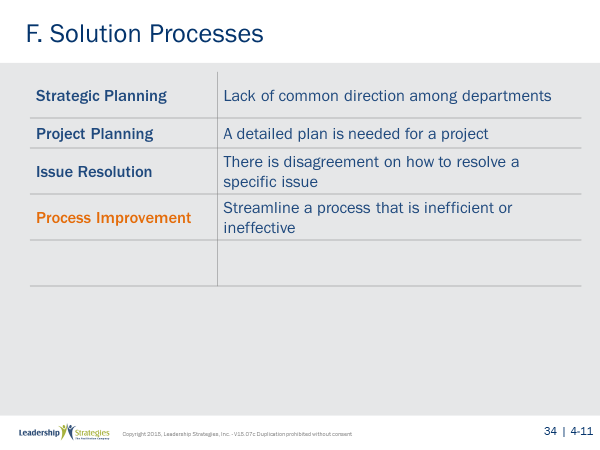 F. Solution Processes
Strategic Planning
Lack of common direction among departments
Project Planning
A detailed plan is needed for a project
Issue Resolution
There is disagreement on how to resolve a
specific issue
Process Improvement
Streamline a process that is inefficient or
ineffective
Leadership Strategies
The Facilitation Company
Copyright 2015, Leadership Strategies, Inc. - V15.07c Duplication prohibited without consent
34 | 4-11